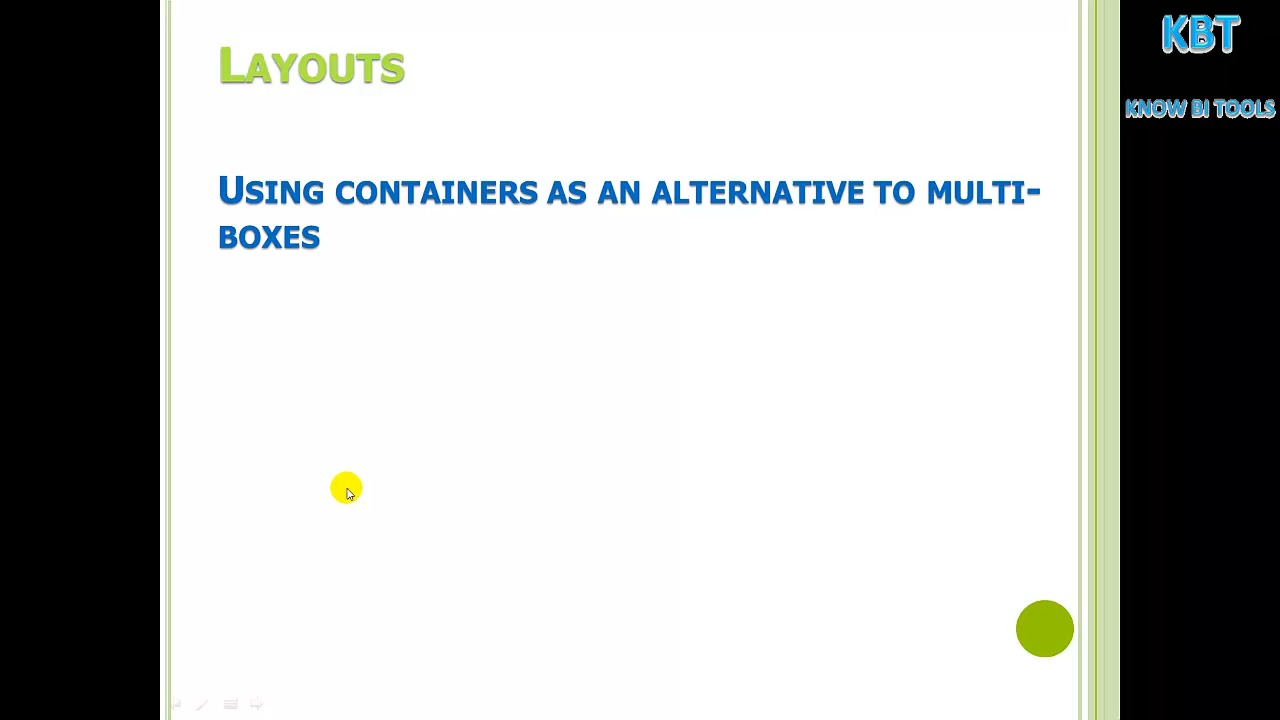 LAYOUTS
KBT
KNOW BI TOOLS
USING CONTAINERS AS AN ALTERNATIVE TO MULTI-
BOXES